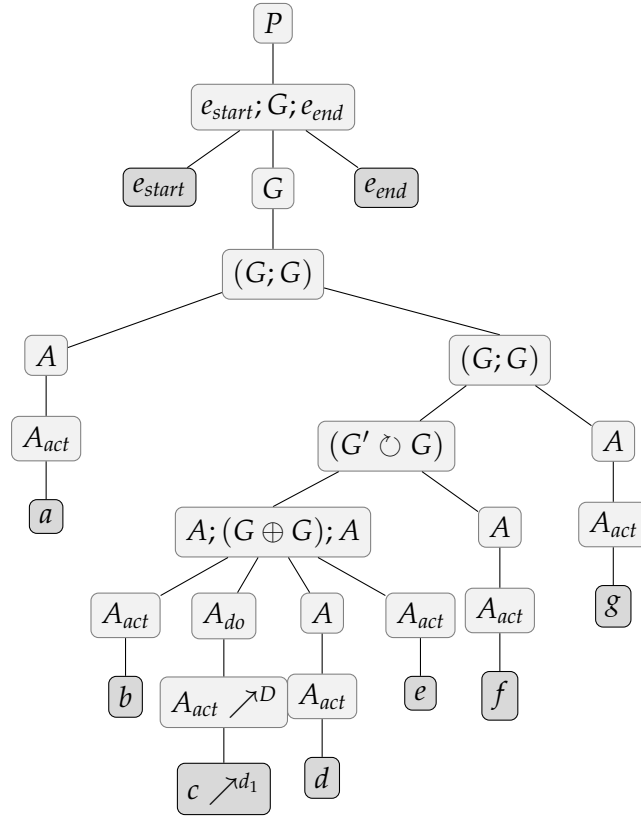 P
e_start; G; e_end
e_start G e_end
(G; G)
A (G; G)
A_act (G′ ↻ G) A
a A; (G ⊕ G); A A A_act
A_act A_do A A_act A_act g
b A_act ↗^D A_act e f
c ↗^d₁ d